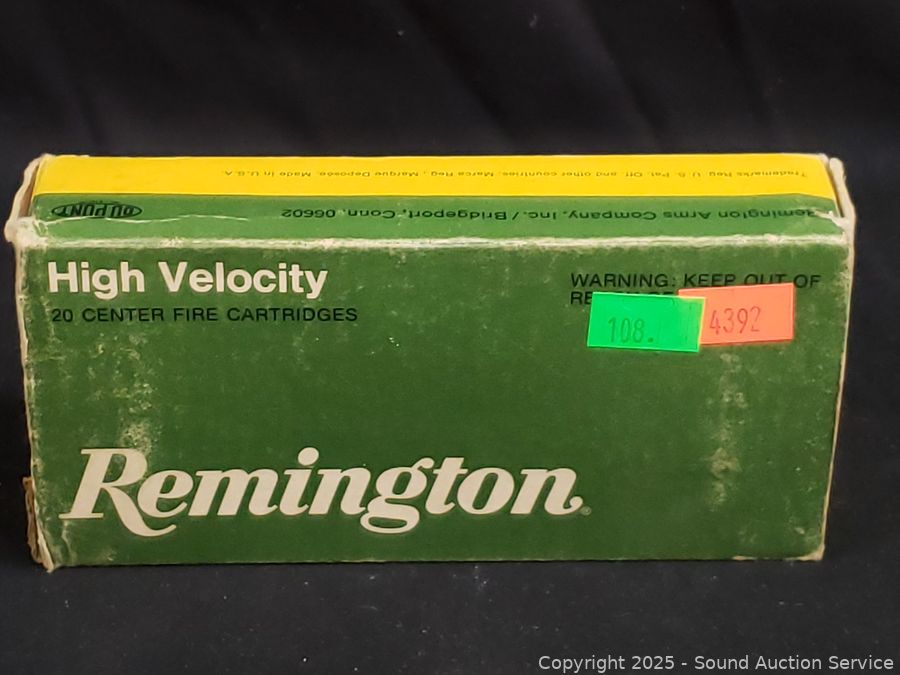 Trademarks Reg. U.S. Pat. Off. and other countries. Marca Reg., Marque Deposee. Made in U.S.A.
Remington Arms Company, Inc. / Bridgeport, Conn. 06602
DU PONT
High Velocity
20 CENTER FIRE CARTRIDGES
WARNING: KEEP OUT OF
108.
4392
Remington®
Copyright © 2025 - Sound Auction Service